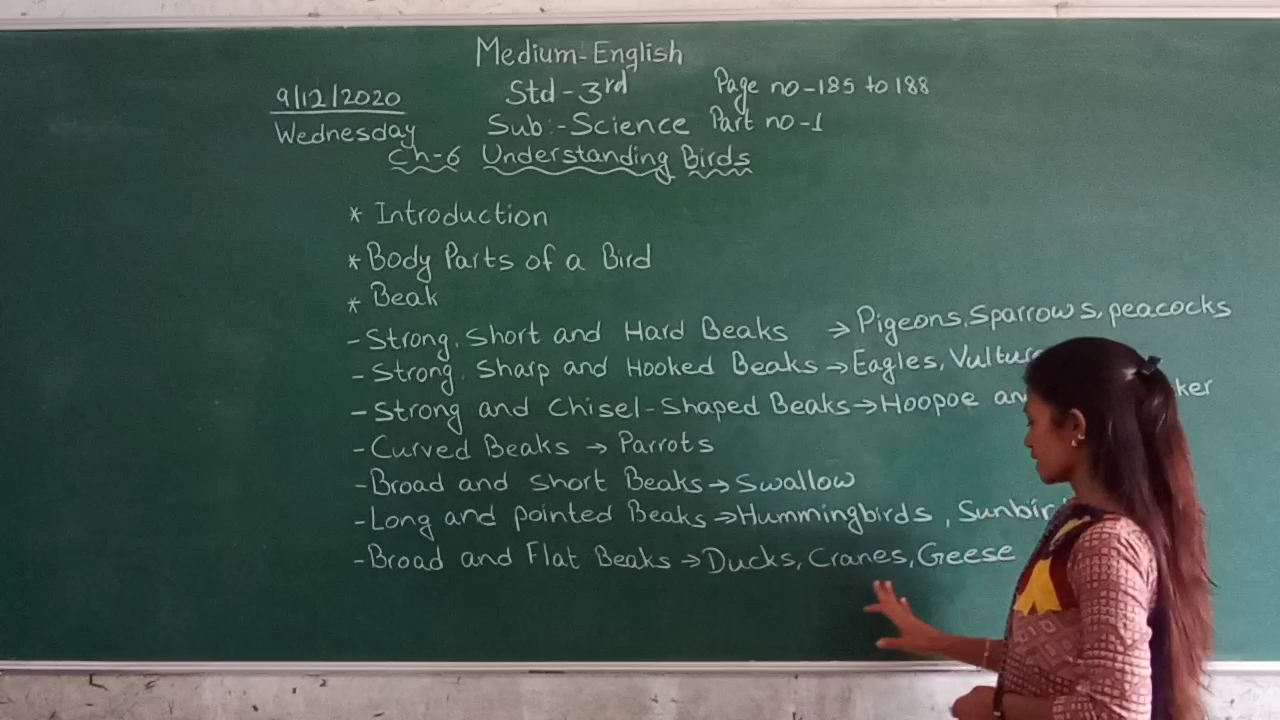 Medium-English
9/12/2020 Std-3rd Page no-185 to 188
Wednesday Sub:-Science Part no-1
Ch-6 Understanding Birds
* Introduction
* Body Parts of a Bird
* Beak
- Strong, Short and Hard Beaks → Pigeons, Sparrows, peacocks
- Strong, Sharp and Hooked Beaks → Eagles,
- Strong and Chisel-Shaped Beaks → Hoopoe
- Curved Beaks → Parrots
- Broad and Short Beaks → Swallow
- Long and pointed Beaks → Hummingbirds,
- Broad and Flat Beaks → Ducks, Cranes, Geese